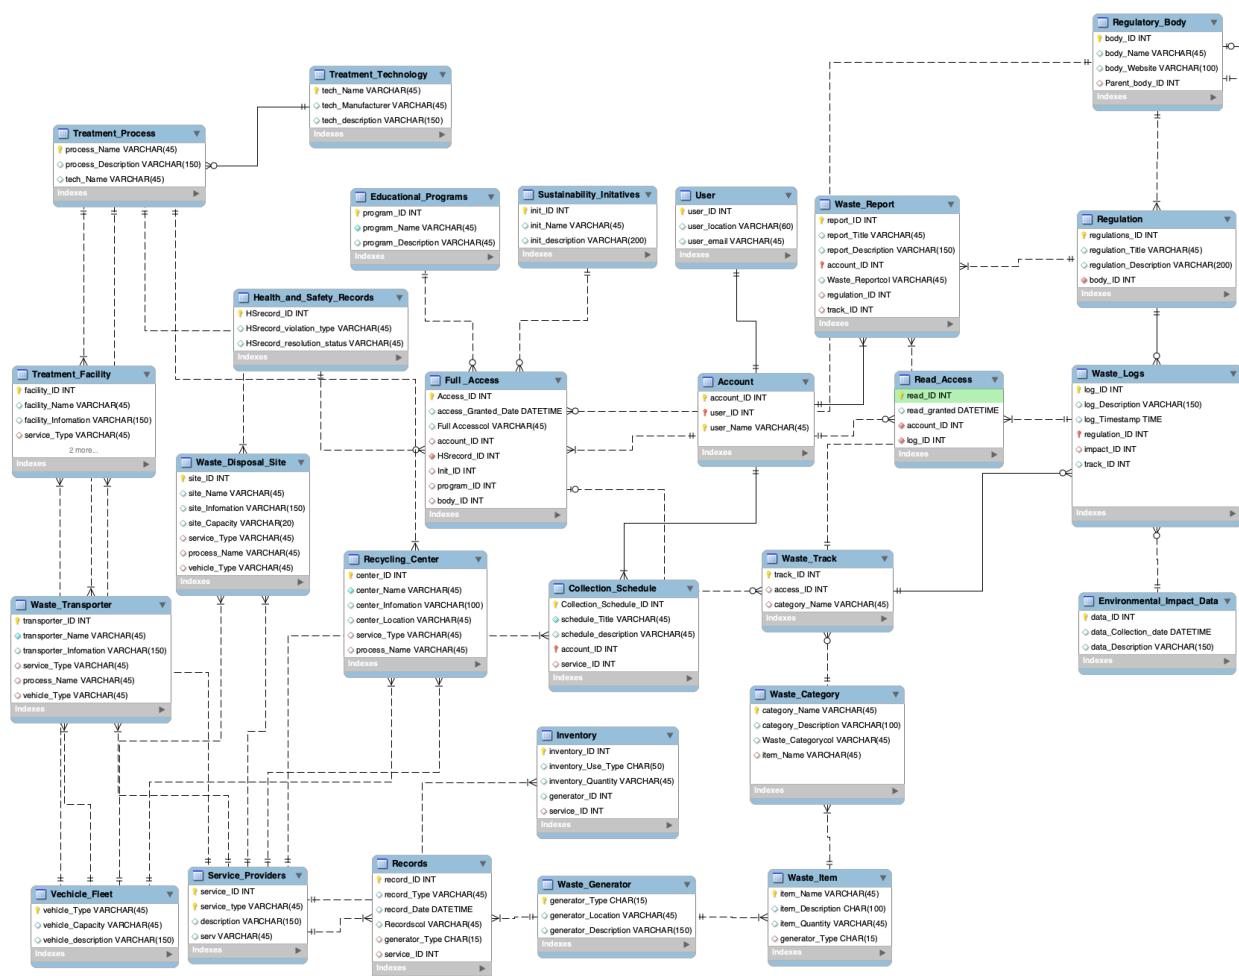 Regulatory_Body
body_ID INT
body_Name VARCHAR(45)
body_Website VARCHAR(100)
Parent_body_ID INT
Indexes
Treatment_Technology
tech_Name VARCHAR(45)
tech_Manufacturer VARCHAR(45)
tech_description VARCHAR(150)
Indexes
Treatment_Process
process_Name VARCHAR(45)
process_Description VARCHAR(150)
tech_Name VARCHAR(45)
Indexes
Educational_Programs
program_ID INT
program_Name VARCHAR(45)
program_Description VARCHAR(45)
Indexes
Sustainability_Initatives
init_ID INT
init_Name VARCHAR(45)
init_description VARCHAR(200)
Indexes
User
user_ID INT
user_location VARCHAR(60)
user_email VARCHAR(45)
Indexes
Waste_Report
report_ID INT
report_Title VARCHAR(45)
report_Description VARCHAR(150)
account_ID INT
Waste_Reportcol VARCHAR(45)
regulation_ID INT
track_ID INT
Indexes
Regulation
regulations_ID INT
regulation_Title VARCHAR(45)
regulation_Description VARCHAR(200)
body_ID INT
Indexes
Health_and_Safety_Records
HSrecord_ID INT
HSrecord_violation_type VARCHAR(45)
HSrecord_resolution_status VARCHAR(45)
Indexes
Treatment_Facility
facility_ID INT
facility_Name VARCHAR(45)
facility_Infomation VARCHAR(150)
service_Type VARCHAR(45)
2 more...
Indexes
Full _Access
Access_ID INT
access_Granted_Date DATETIME
Full Accesscol VARCHAR(45)
account_ID INT
HSrecord_ID INT
Init_ID INT
program_ID INT
body_ID INT
Indexes
Account
account_ID INT
user_ID INT
user_Name VARCHAR(45)
Indexes
Read_Access
read_ID INT
read_granted DATETIME
account_ID INT
log_ID INT
Indexes
Waste_Logs
log_ID INT
log_Description VARCHAR(150)
log_Timestamp TIME
regulation_ID INT
impact_ID INT
track_ID INT
Indexes
Waste_Disposal_Site
site_ID INT
site_Name VARCHAR(45)
site_Infomation VARCHAR(150)
site_Capacity VARCHAR(20)
service_Type VARCHAR(45)
process_Name VARCHAR(45)
vehicle_Type VARCHAR(45)
Indexes
Recycling_Center
center_ID INT
center_Name VARCHAR(45)
center_Infomation VARCHAR(100)
center_Location VARCHAR(45)
service_Type VARCHAR(45)
process_Name VARCHAR(45)
Indexes
Collection_Schedule
Collection_Schedule_ID INT
schedule_Title VARCHAR(45)
schedule_description VARCHAR(45)
account_ID INT
service_ID INT
Indexes
Waste_Track
track_ID INT
access_ID INT
category_Name VARCHAR(45)
Indexes
Environmental_Impact_Data
data_ID INT
data_Collection_date DATETIME
data_Description VARCHAR(150)
Indexes
Waste_Transporter
transporter_ID INT
transporter_Name VARCHAR(45)
transporter_Infomation VARCHAR(150)
service_Type VARCHAR(45)
process_Name VARCHAR(45)
vehicle_Type VARCHAR(45)
Indexes
Waste_Category
category_Name VARCHAR(45)
category_Description VARCHAR(100)
Waste_Categorycol VARCHAR(45)
item_Name VARCHAR(45)
Indexes
Inventory
inventory_ID INT
inventory_Use_Type CHAR(50)
inventory_Quantity VARCHAR(45)
generator_ID INT
service_ID INT
Indexes
Vechicle_Fleet
vehicle_Type VARCHAR(45)
vehicle_Capacity VARCHAR(45)
vehicle_description VARCHAR(150)
Indexes
Service_Providers
service_ID INT
service_type VARCHAR(45)
description VARCHAR(150)
serv VARCHAR(45)
Indexes
Records
record_ID INT
record_Type VARCHAR(45)
record_Date DATETIME
Recordscol VARCHAR(45)
generator_Type CHAR(15)
service_ID INT
Indexes
Waste_Generator
generator_Type CHAR(15)
generator_Location VARCHAR(45)
generator_Description VARCHAR(150)
Indexes
Waste_Item
item_Name VARCHAR(45)
item_Description CHAR(100)
item_Quantity VARCHAR(45)
generator_Type CHAR(15)
Indexes